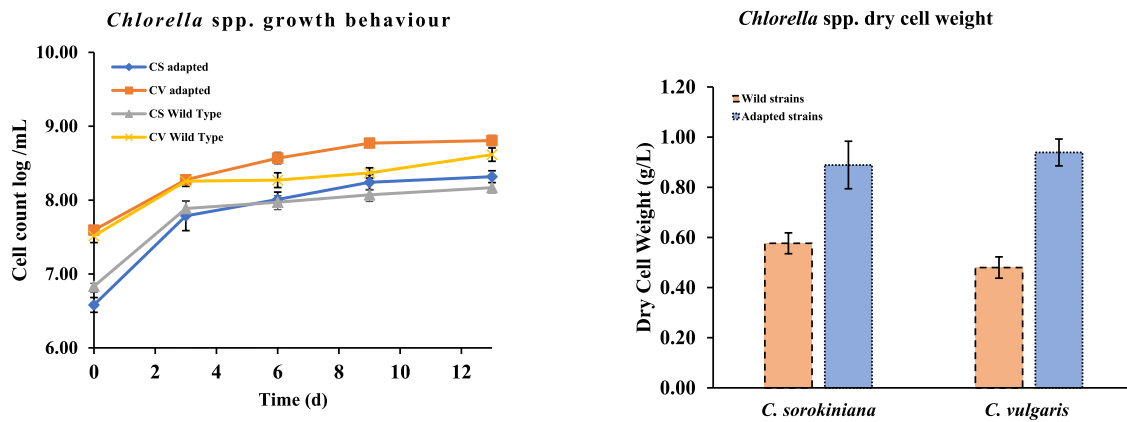 Chlorella spp. growth behaviour
10.00
9.00
8.00
7.00
6.00
Cell count log /mL
CS adapted
CV adapted
CS Wild Type
CV Wild Type
0 2 4 6 8 10 12
Time (d)
Chlorella spp. dry cell weight
1.20
1.00
0.80
0.60
0.40
0.20
0.00
Dry Cell Weight (g/L)
Wild strains
Adapted strains
C. sorokiniana C. vulgaris